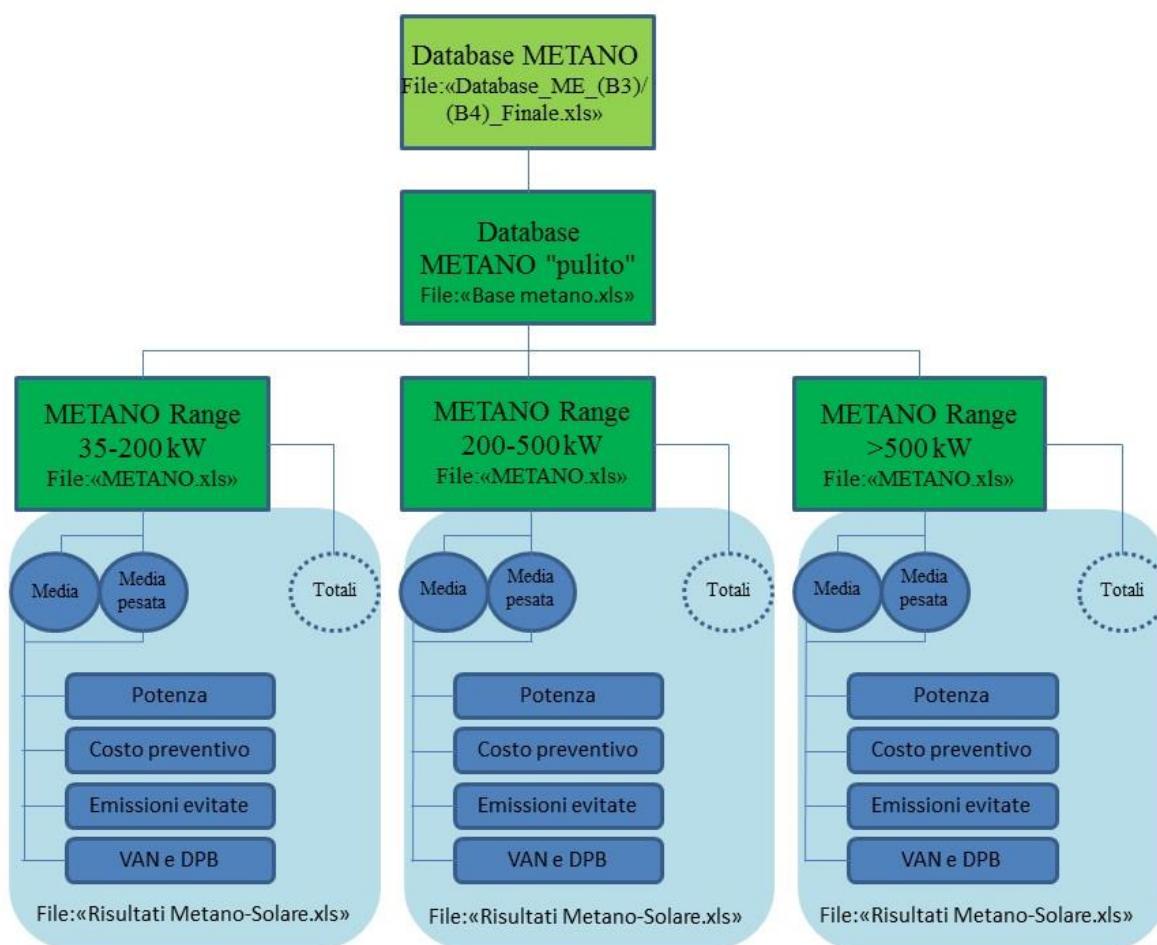 Database METANO
File:«Database_ME_(B3)/
(B4)_Finale.xls»
Database
METANO "pulito"
File:«Base metano.xls»
METANO Range
35-200 kW
File:«METANO.xls»
METANO Range
200-500 kW
File:«METANO.xls»
METANO Range
>500 kW
File:«METANO.xls»
Media
Media
pesata
Totali
Potenza
Costo preventivo
Emissioni evitate
VAN e DPB
File:«Risultati Metano-Solare.xls»
Media
Media
pesata
Totali
Potenza
Costo preventivo
Emissioni evitate
VAN e DPB
File:«Risultati Metano-Solare.xls»
Media
Media
pesata
Totali
Potenza
Costo preventivo
Emissioni evitate
VAN e DPB
File:«Risultati Metano-Solare.xls»